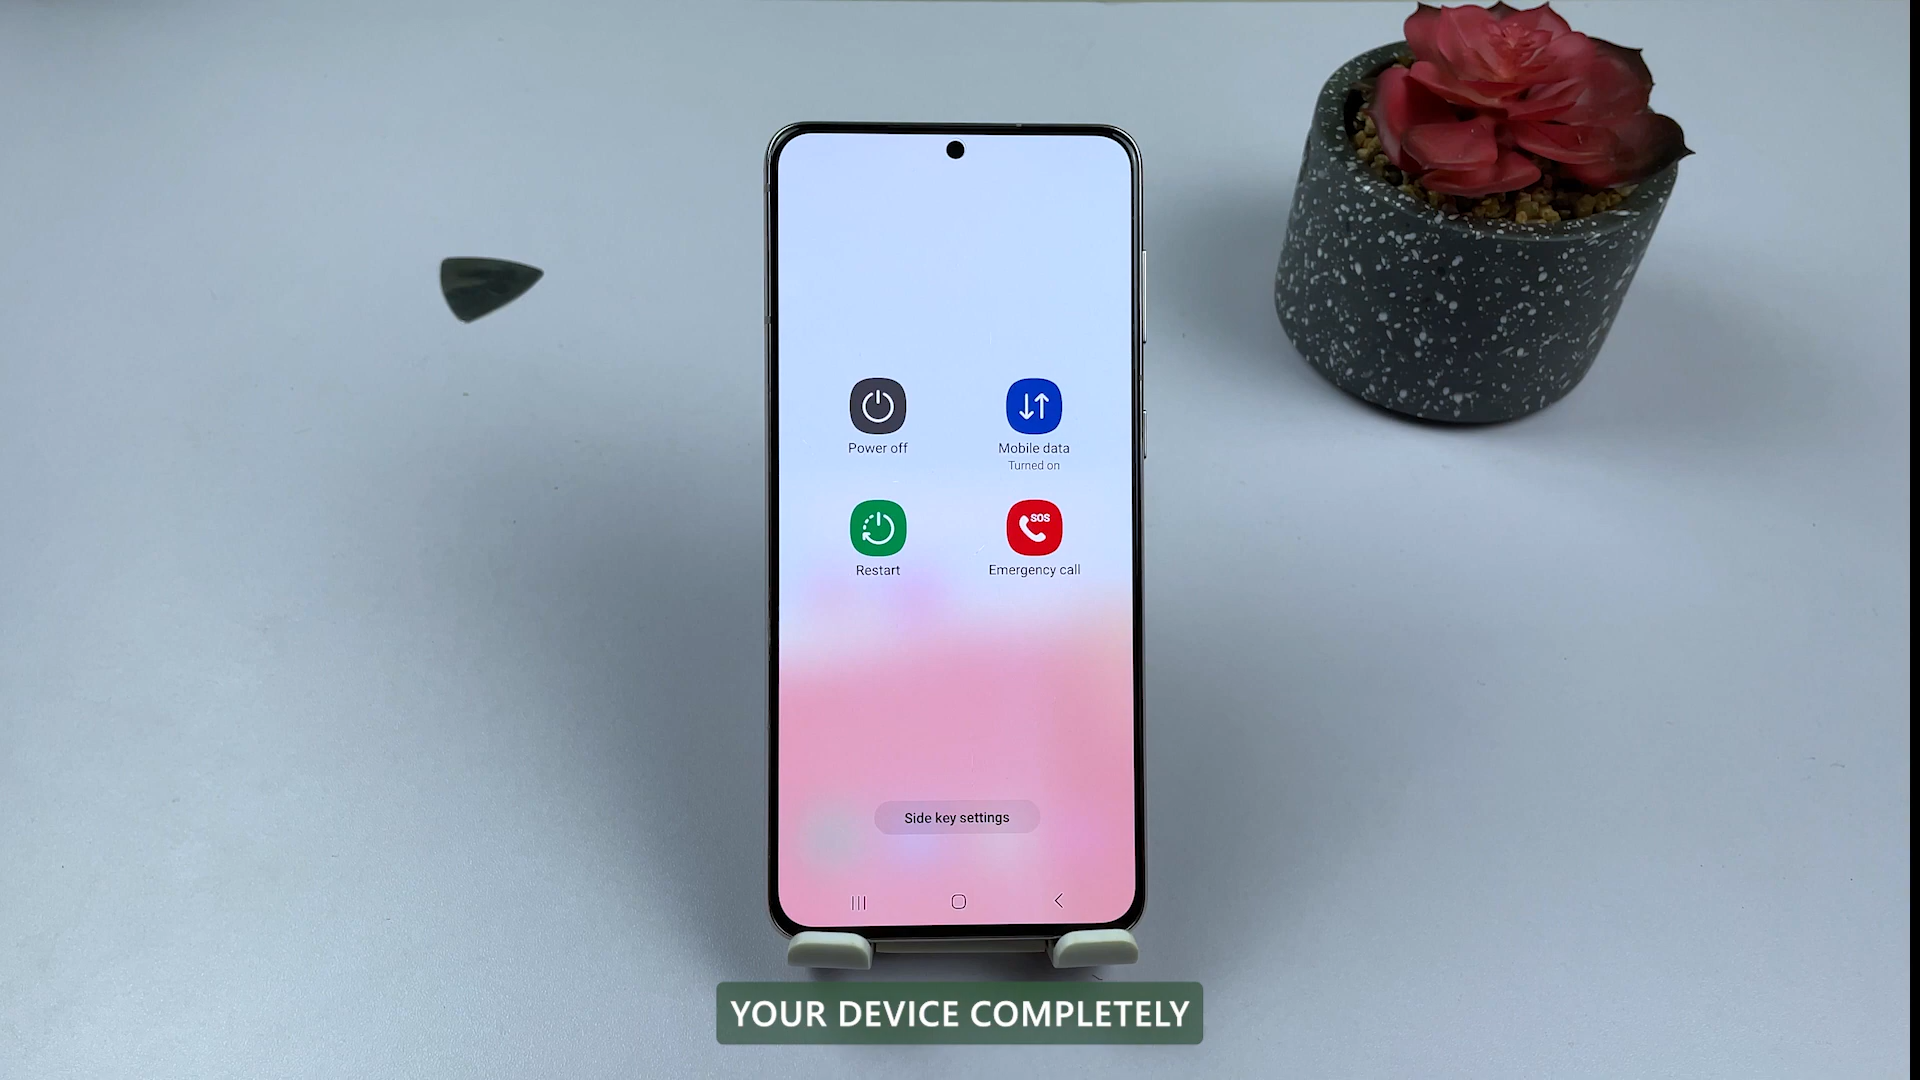 Power off
Mobile data
Turned on
SOS
Restart
Emergency call
Side key settings
YOUR DEVICE COMPLETELY